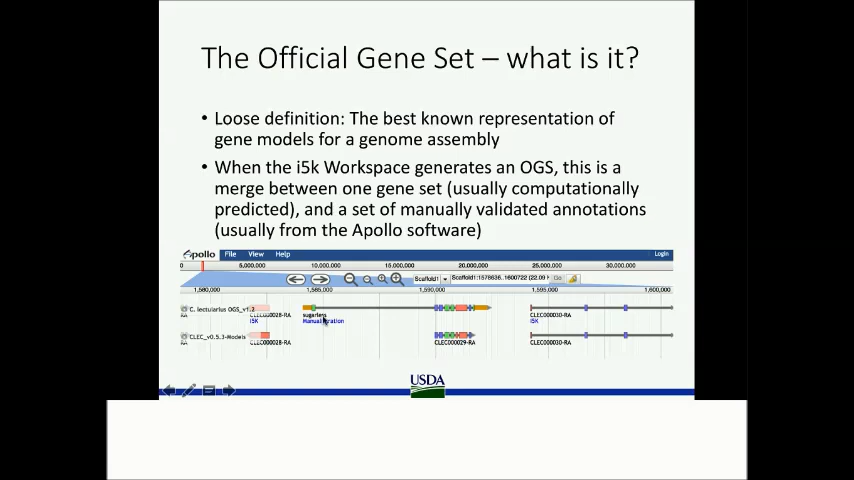 The Official Gene Set – what is it?
• Loose definition: The best known representation of
gene models for a genome assembly
• When the i5k Workspace generates an OGS, this is a
merge between one gene set (usually computationally
predicted), and a set of manually validated annotations
(usually from the Apollo software)
Apollo File View Help Login
0 5,000,000 10,000,000 15,000,000 20,000,000 25,000,000 30,000,000
Scaffold1 Scaffold1:1578636..1600722 (22.09 Go
1,580,000 1,585,000 1,590,000 1,595,000 1,600,000
C. lectularius OGS_v1.2
RA CLEC000028-RA sugarless CLEC000030-RA
i5K i5K
CLEC_v0.5.3-Models
RA CLEC000028-RA CLEC000029-RA CLEC000030-RA
USDA